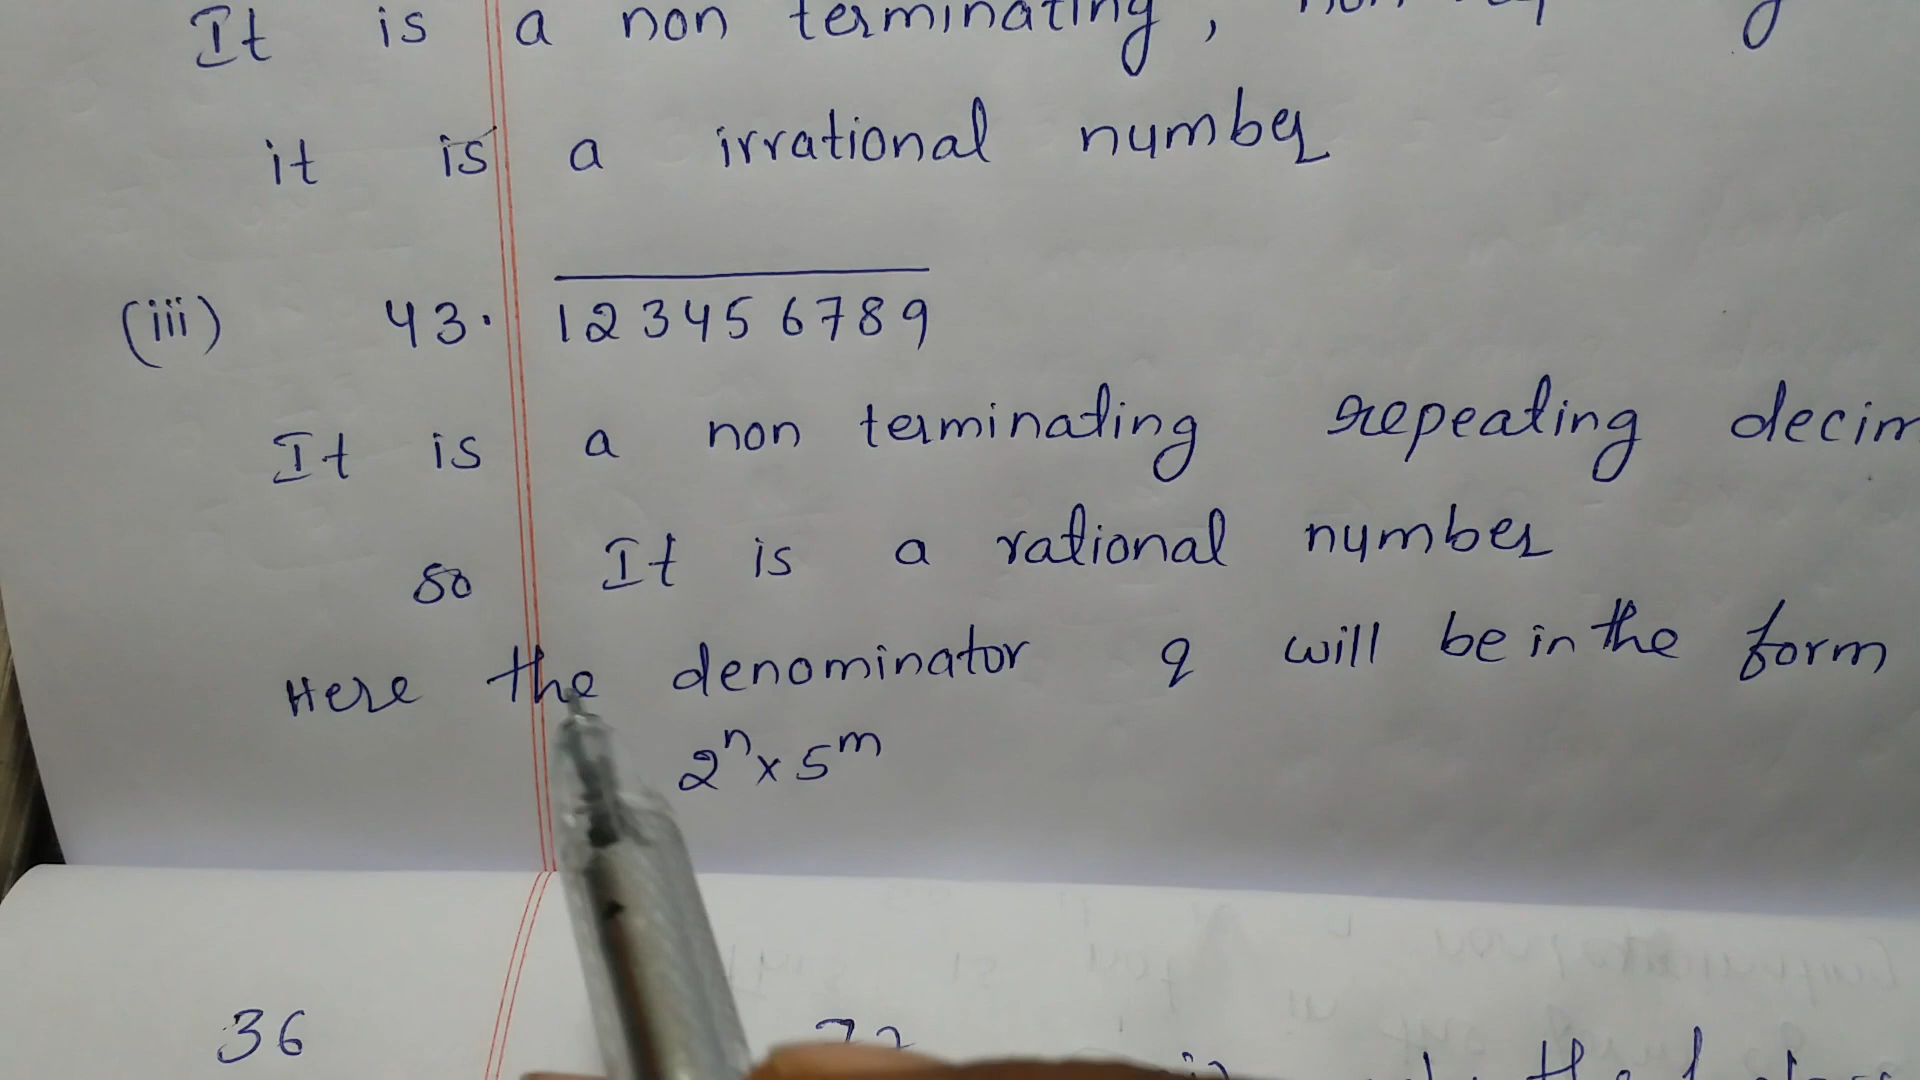 It is a non terminating,
it is a irrational number
(iii) 43. 123456789
It is a non terminating repeating decim
so It is a rational number
Here the denominator q will be in the form
2ⁿ x 5ᵐ
36